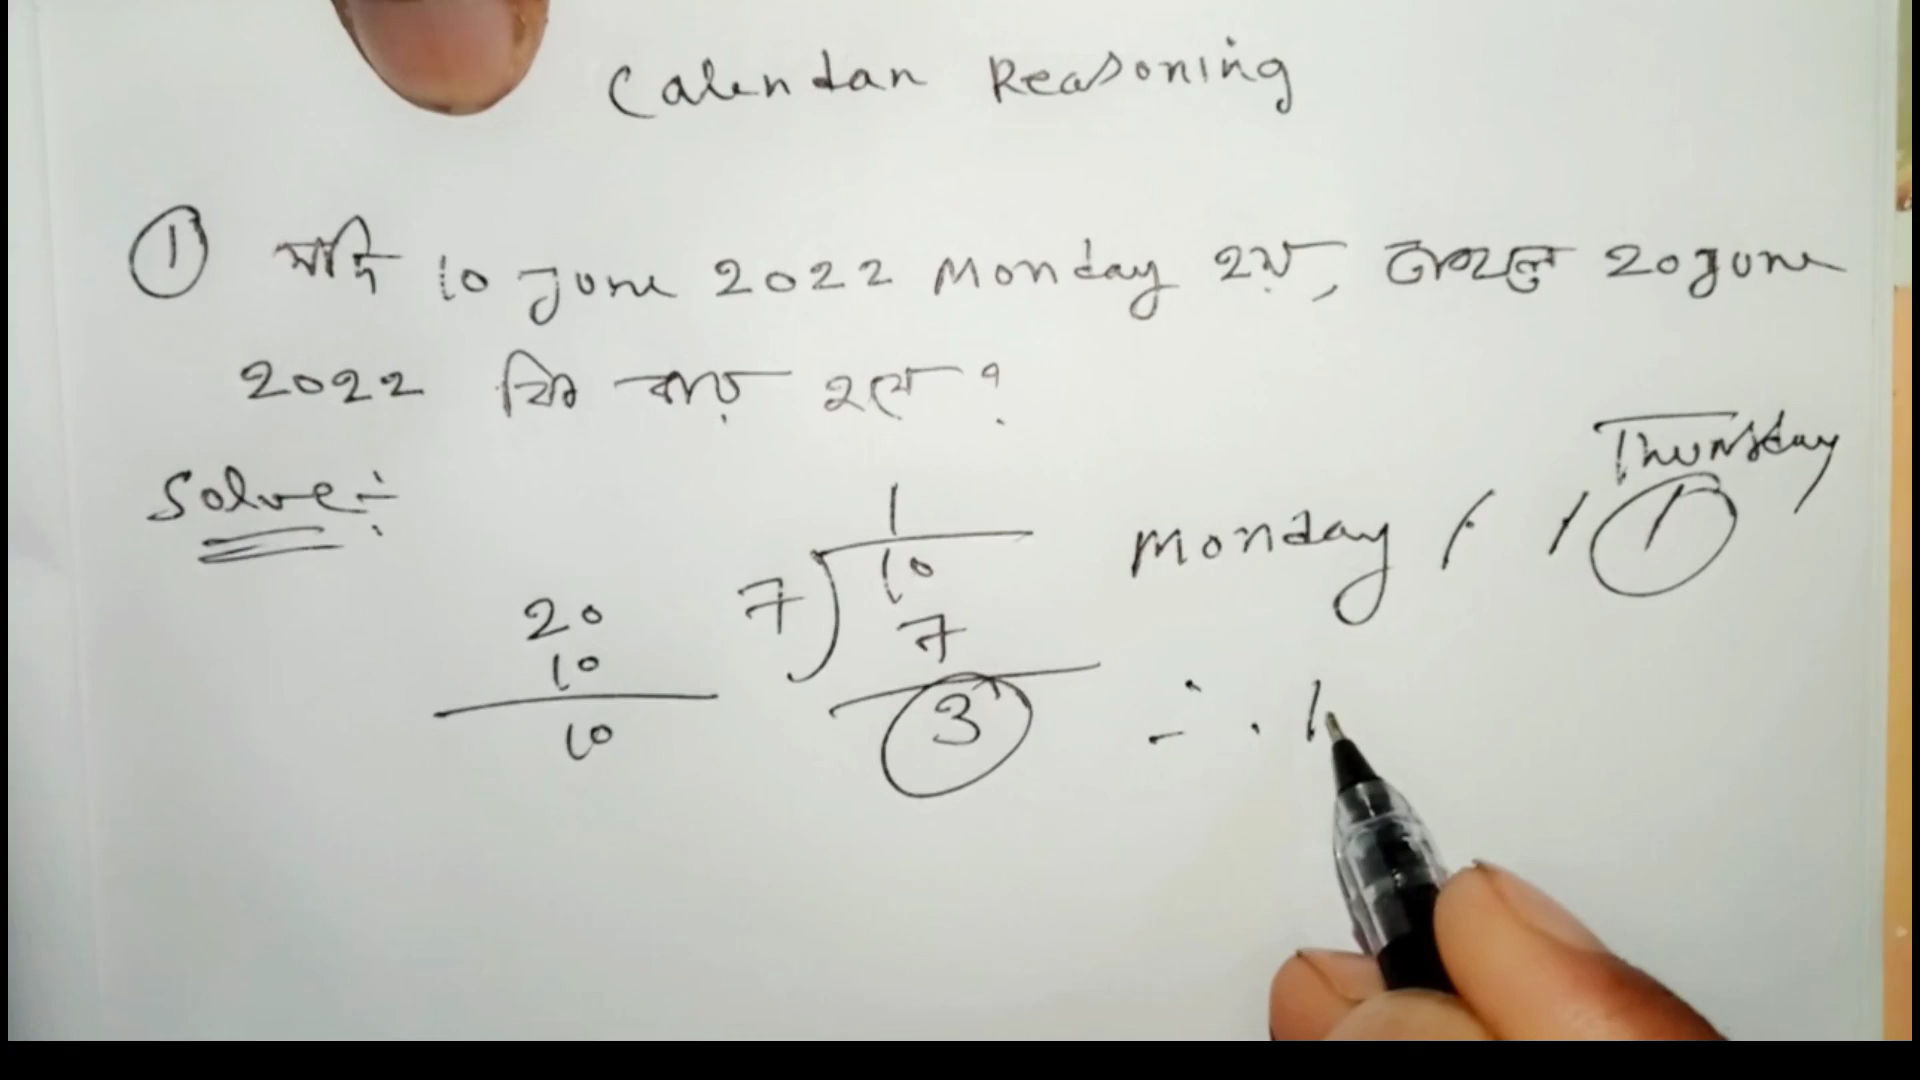 Calendar Reasoning
① যদি 10 June 2022 Monday হয়, তাহলে 20 June
2022 কি বার হবে?
Solve :-
Thursday
Monday / / 1
1
7) 10
7
3
20
10
10
∴ 1